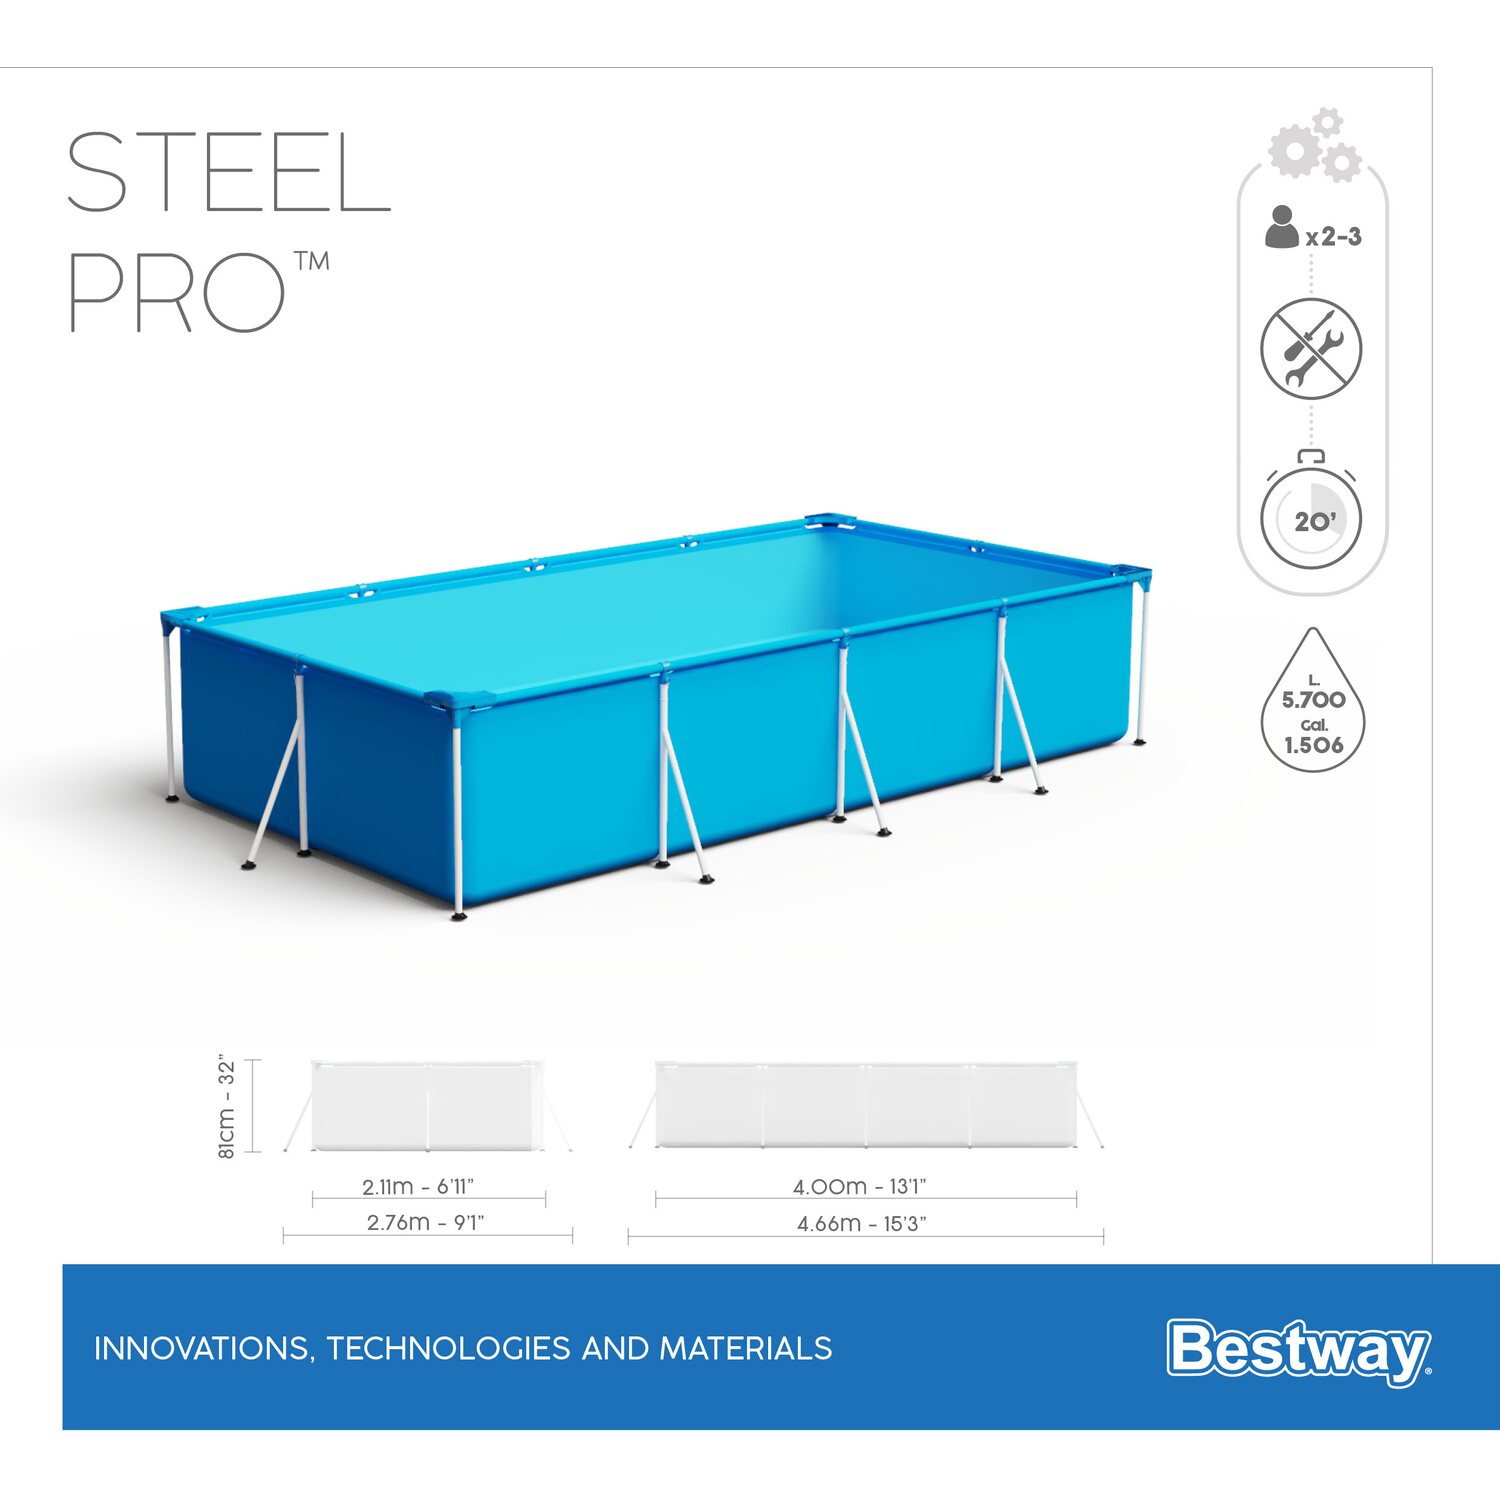 STEEL
PRO™
x2-3
20’
L.
5.700
Gal.
1.506
81cm - 32”
2.11m - 6’11”
2.76m - 9’1”
4.00m - 13’1”
4.66m - 15’3”
INNOVATIONS, TECHNOLOGIES AND MATERIALS
Bestway®